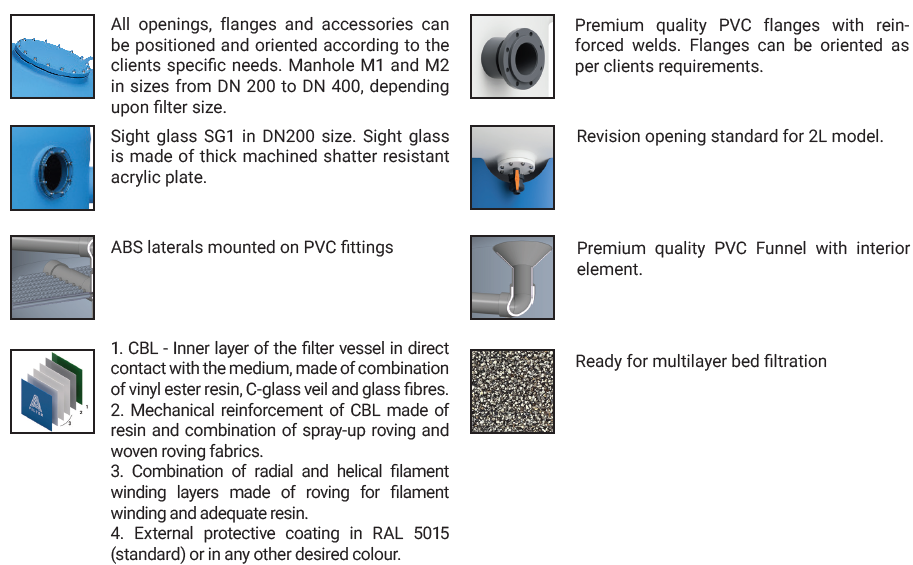 All openings, flanges and accessories can
be positioned and oriented according to the
clients specific needs. Manhole M1 and M2
in sizes from DN 200 to DN 400, depending
upon filter size.
Premium quality PVC flanges with rein-
forced welds. Flanges can be oriented as
per clients requirements.
Sight glass SG1 in DN200 size. Sight glass
is made of thick machined shatter resistant
acrylic plate.
Revision opening standard for 2L model.
ABS laterals mounted on PVC fittings
Premium quality PVC Funnel with interior
element.
1. CBL - Inner layer of the filter vessel in direct
contact with the medium, made of combination
of vinyl ester resin, C-glass veil and glass fibres.
2. Mechanical reinforcement of CBL made of
resin and combination of spray-up roving and
woven roving fabrics.
3. Combination of radial and helical filament
winding layers made of roving for filament
winding and adequate resin.
4. External protective coating in RAL 5015
(standard) or in any other desired colour.
Ready for multilayer bed filtration